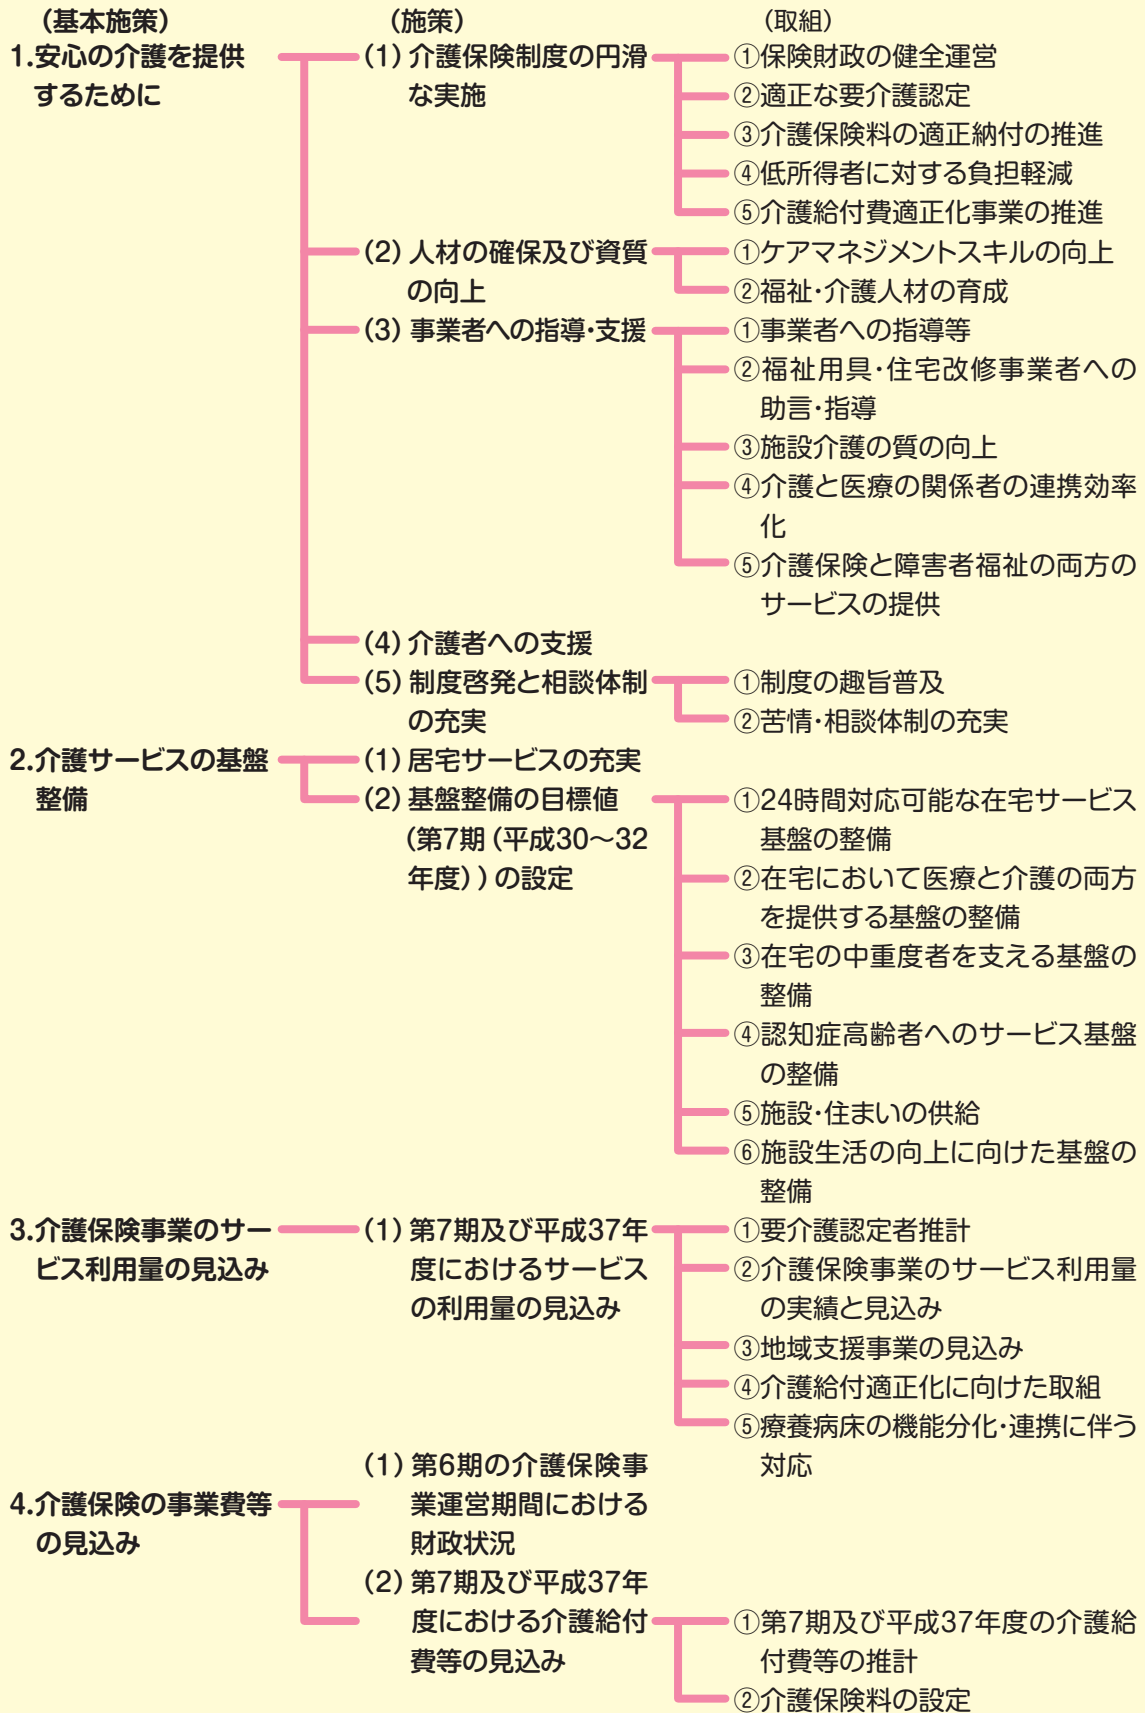 (基本施策)
(施策)
(取組)
1.安心の介護を提供
するために
(1) 介護保険制度の円滑
な実施
①保険財政の健全運営
②適正な要介護認定
③介護保険料の適正納付の推進
④低所得者に対する負担軽減
⑤介護給付費適正化事業の推進
(2) 人材の確保及び資質
の向上
①ケアマネジメントスキルの向上
②福祉・介護人材の育成
(3) 事業者への指導・支援
①事業者への指導等
②福祉用具・住宅改修事業者への
助言・指導
③施設介護の質の向上
④介護と医療の関係者の連携効率
化
⑤介護保険と障害者福祉の両方の
サービスの提供
(4) 介護者への支援
(5) 制度啓発と相談体制
の充実
①制度の趣旨普及
②苦情・相談体制の充実
2.介護サービスの基盤
整備
(1) 居宅サービスの充実
(2) 基盤整備の目標値
(第7期(平成30～32
年度))の設定
①24時間対応可能な在宅サービス
基盤の整備
②在宅において医療と介護の両方
を提供する基盤の整備
③在宅の中重度者を支える基盤の
整備
④認知症高齢者へのサービス基盤
の整備
⑤施設・住まいの供給
⑥施設生活の向上に向けた基盤の
整備
3.介護保険事業のサー
ビス利用量の見込み
(1) 第7期及び平成37年
度におけるサービス
の利用量の見込み
①要介護認定者推計
②介護保険事業のサービス利用量
の実績と見込み
③地域支援事業の見込み
④介護給付適正化に向けた取組
⑤療養病床の機能分化・連携に伴う
対応
4.介護保険の事業費等
の見込み
(1) 第6期の介護保険事
業運営期間における
財政状況
(2) 第7期及び平成37年
度における介護給付
費等の見込み
①第7期及び平成37年度の介護給
付費等の推計
②介護保険料の設定